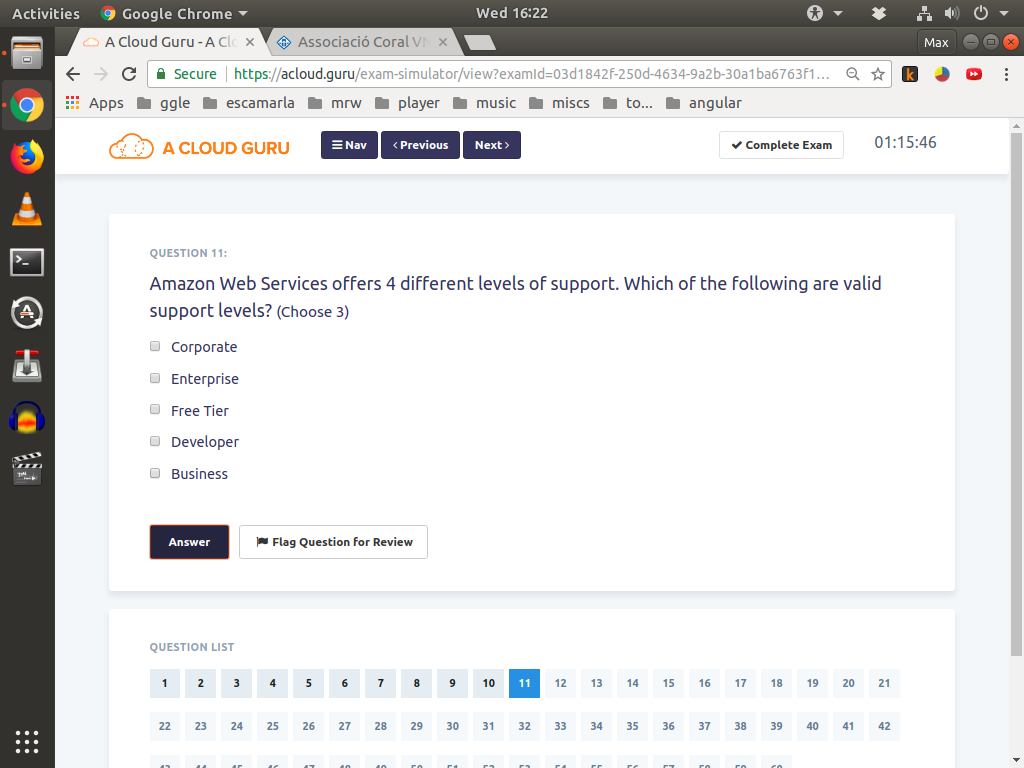 Activities Google Chrome Wed 16:22
A Cloud Guru - A Clo Associació Coral VN Max
Secure https://acloud.guru/exam-simulator/view?examId=03d1842f-250d-4634-9a2b-30a1ba6763f1...
Apps ggle escamarla mrw player music miscs to... angular
A CLOUD GURU Nav Previous Next Complete Exam 01:15:46
QUESTION 11:
Amazon Web Services offers 4 different levels of support. Which of the following are valid
support levels? (Choose 3)
Corporate
Enterprise
Free Tier
Developer
Business
Answer Flag Question for Review
QUESTION LIST
1 2 3 4 5 6 7 8 9 10 11 12 13 14 15 16 17 18 19 20 21
22 23 24 25 26 27 28 29 30 31 32 33 34 35 36 37 38 39 40 41 42